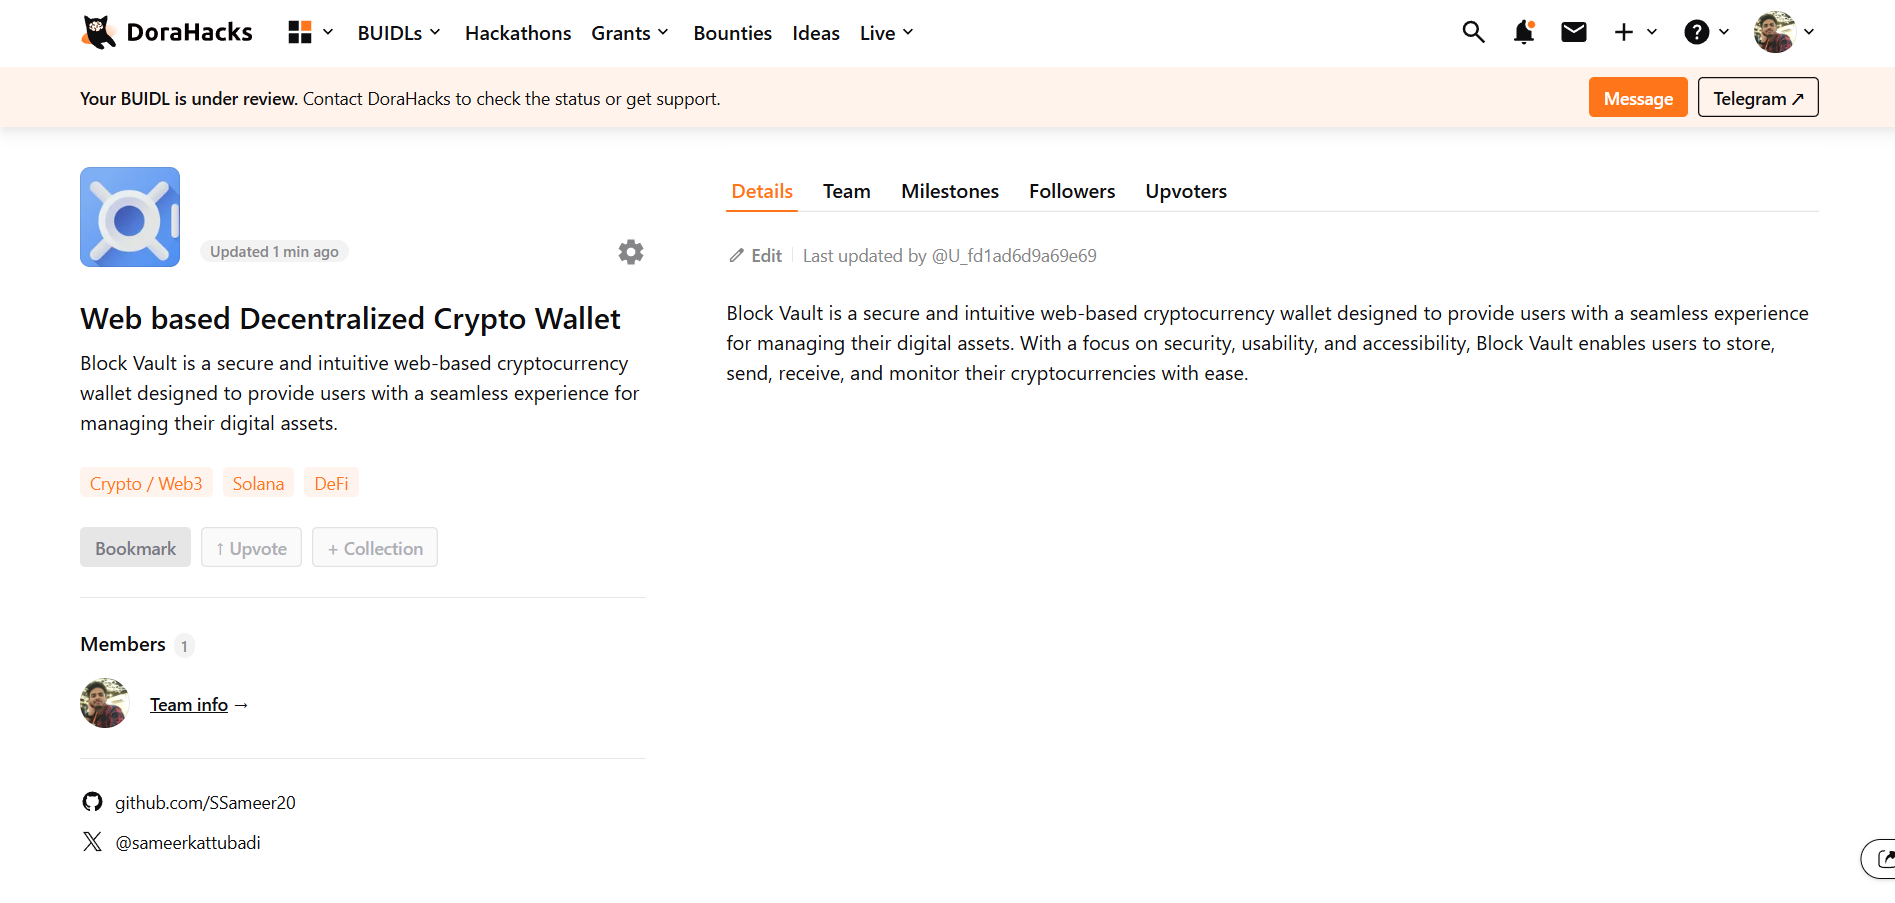 DoraHacks
BUIDLs
Hackathons
Grants
Bounties
Ideas
Live
Your BUIDL is under review. Contact DoraHacks to check the status or get support.
Message
Telegram ↗
Updated 1 min ago
Web based Decentralized Crypto Wallet
Block Vault is a secure and intuitive web-based cryptocurrency
wallet designed to provide users with a seamless experience for
managing their digital assets.
Crypto / Web3
Solana
DeFi
Bookmark
↑ Upvote
+ Collection
Members 1
Team info →
github.com/SSameer20
@sameerkattubadi
Details
Team
Milestones
Followers
Upvoters
Edit
Last updated by @U_fd1ad6d9a69e69
Block Vault is a secure and intuitive web-based cryptocurrency wallet designed to provide users with a seamless experience
for managing their digital assets. With a focus on security, usability, and accessibility, Block Vault enables users to store,
send, receive, and monitor their cryptocurrencies with ease.